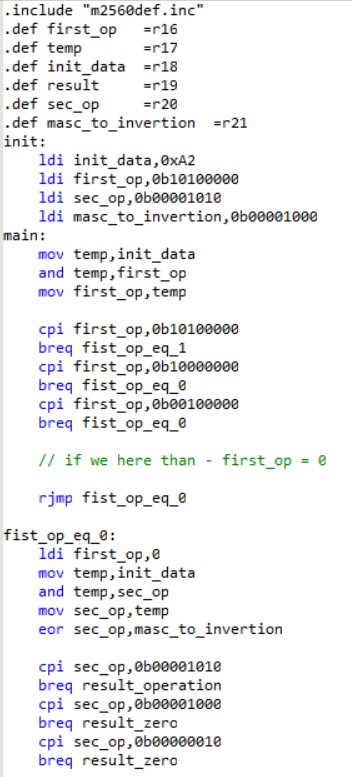 .include "m2560def.inc"
.def first_op   =r16
.def temp       =r17
.def init_data  =r18
.def result     =r19
.def sec_op     =r20
.def masc_to_invertion  =r21
init:
    ldi init_data,0xA2
    ldi first_op,0b10100000
    ldi sec_op,0b00001010
    ldi masc_to_invertion,0b00001000
main:
    mov temp,init_data
    and temp,first_op
    mov first_op,temp

    cpi first_op,0b10100000
    breq fist_op_eq_1
    cpi first_op,0b10000000
    breq fist_op_eq_0
    cpi first_op,0b00100000
    breq fist_op_eq_0

    // if we here than - first_op = 0

    rjmp fist_op_eq_0

fist_op_eq_0:
    ldi first_op,0
    mov temp,init_data
    and temp,sec_op
    mov sec_op,temp
    eor sec_op,masc_to_invertion

    cpi sec_op,0b00001010
    breq result_operation
    cpi sec_op,0b00001000
    breq result_zero
    cpi sec_op,0b00000010
    breq result_zero